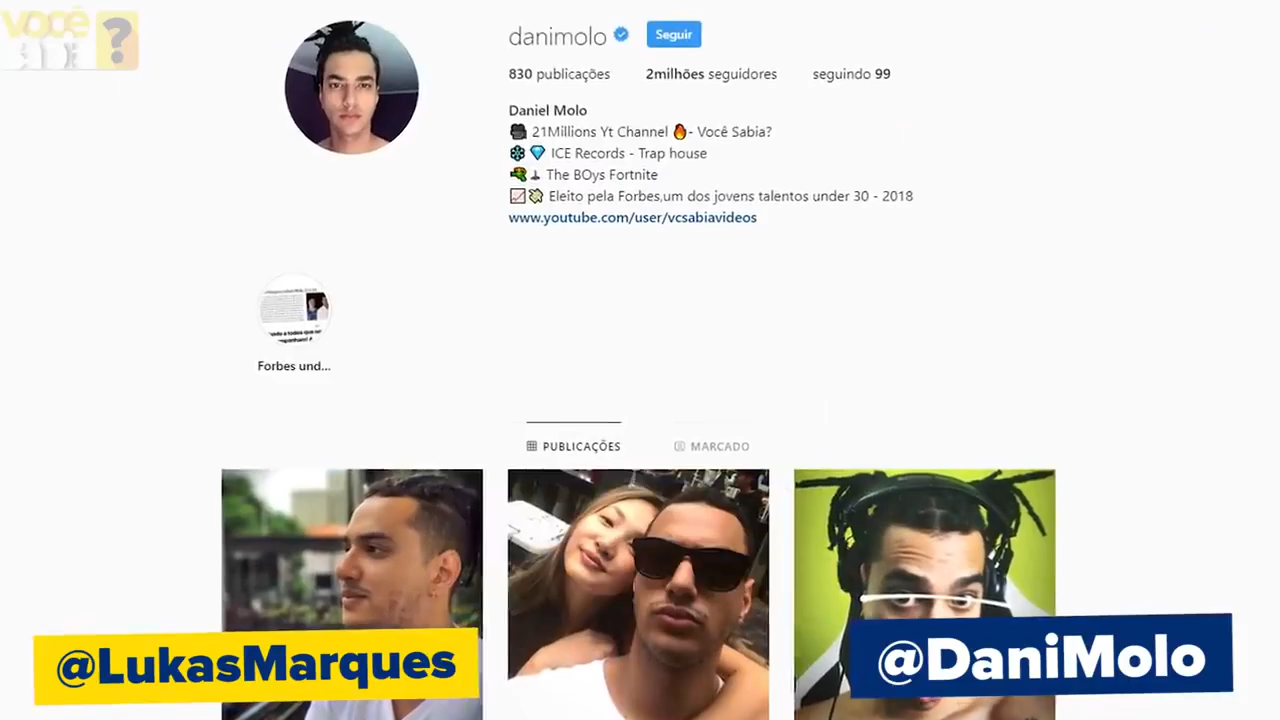 VOCÊ
?
danimolo
Seguir
830 publicações 2milhões seguidores seguindo 99
Daniel Molo
21Millions Yt Channel - Você Sabia?
ICE Records - Trap house
The BOys Fortnite
Eleito pela Forbes,um dos jovens talentos under 30 - 2018
www.youtube.com/user/vcsabiavideos
Forbes und...
PUBLICAÇÕES MARCADO
@LukasMarques
@DaniMolo